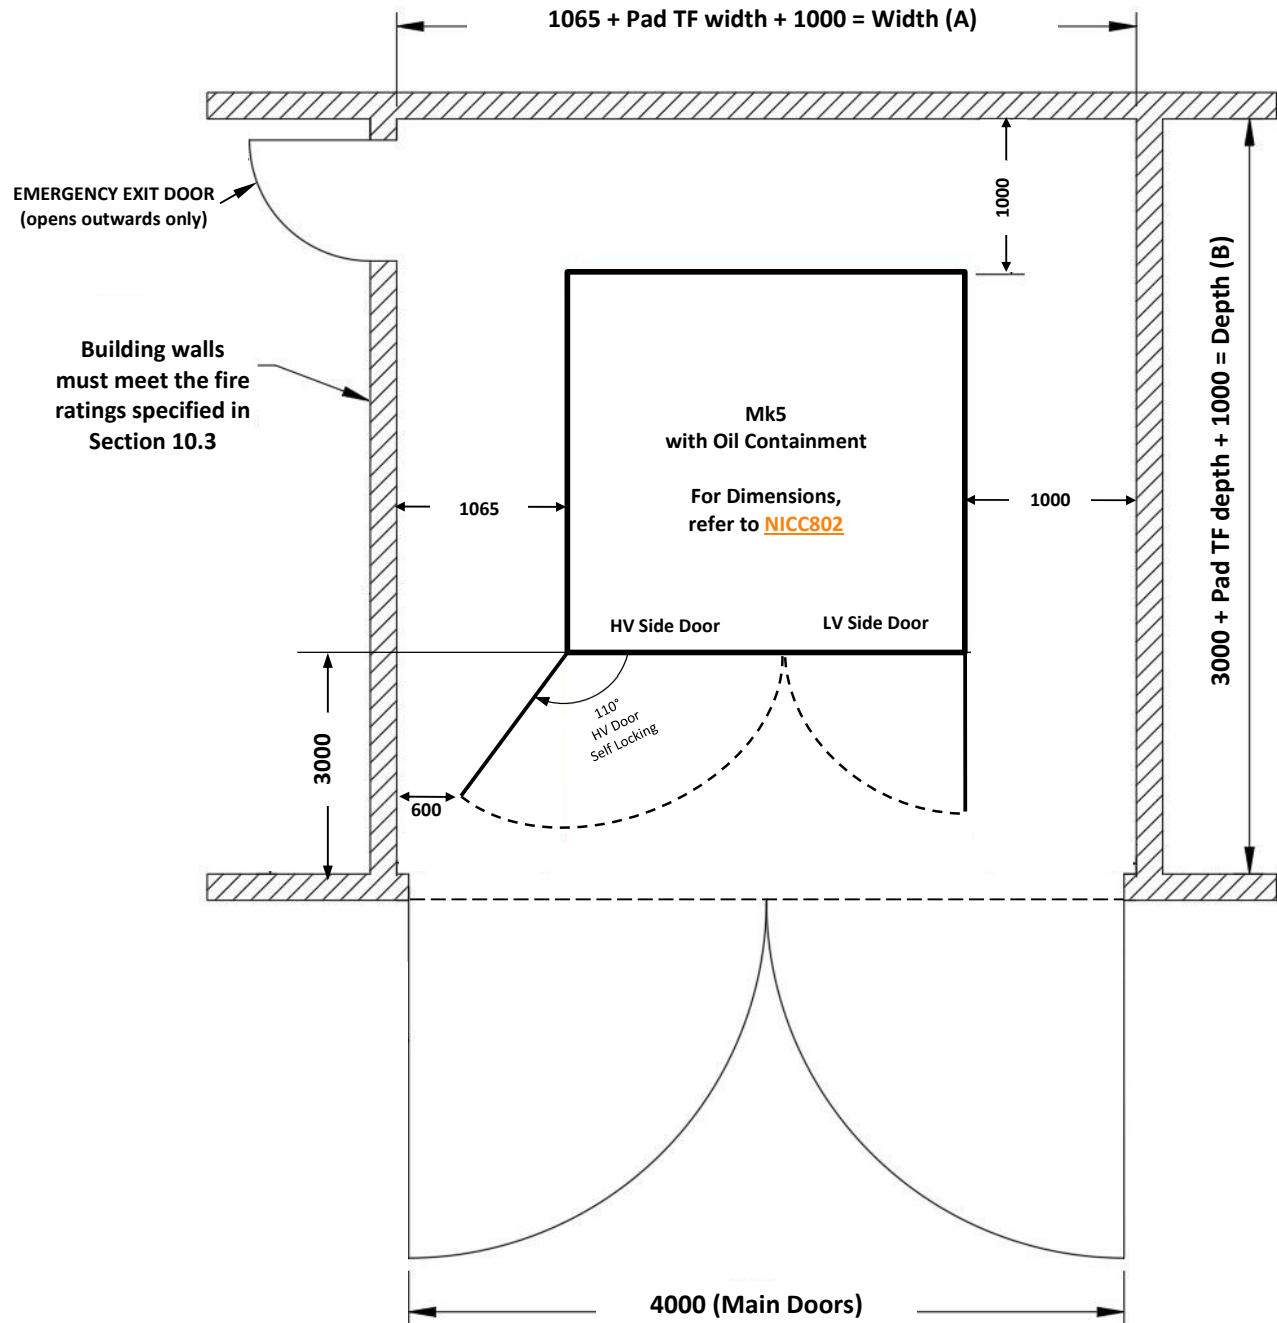 1065 + Pad TF width + 1000 = Width (A)
EMERGENCY EXIT DOOR
(opens outwards only)
1000
3000 + Pad TF depth + 1000 = Depth (B)
Building walls
must meet the fire
ratings specified in
Section 10.3
Mk5
with Oil Containment
For Dimensions,
refer to NICC802
1065
1000
HV Side Door
LV Side Door
110°
HV Door
Self Locking
3000
600
4000 (Main Doors)